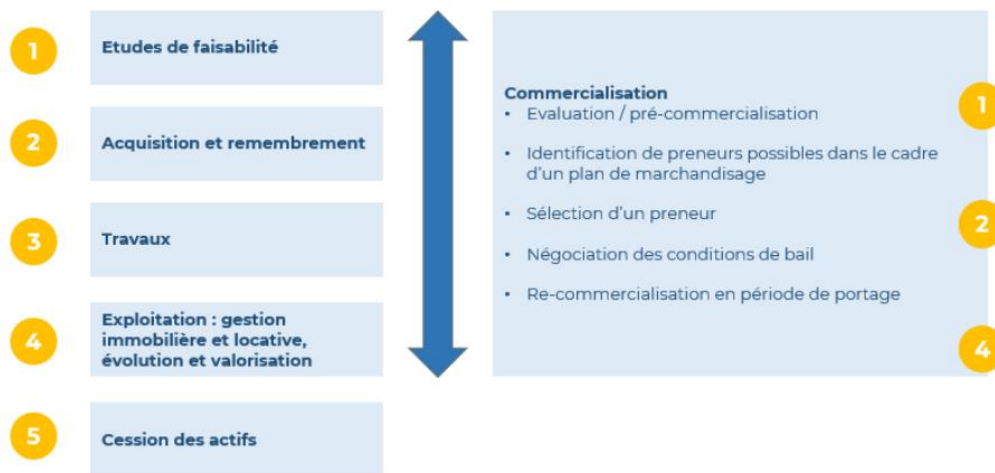 1
Etudes de faisabilité
2
Acquisition et remembrement
3
Travaux
4
Exploitation : gestion
immobilière et locative,
évolution et valorisation
5
Cession des actifs
Commercialisation
• Evaluation / pré-commercialisation
• Identification de preneurs possibles dans le cadre
d'un plan de marchandisage
• Sélection d'un preneur
• Négociation des conditions de bail
• Re-commercialisation en période de portage
1
2
4